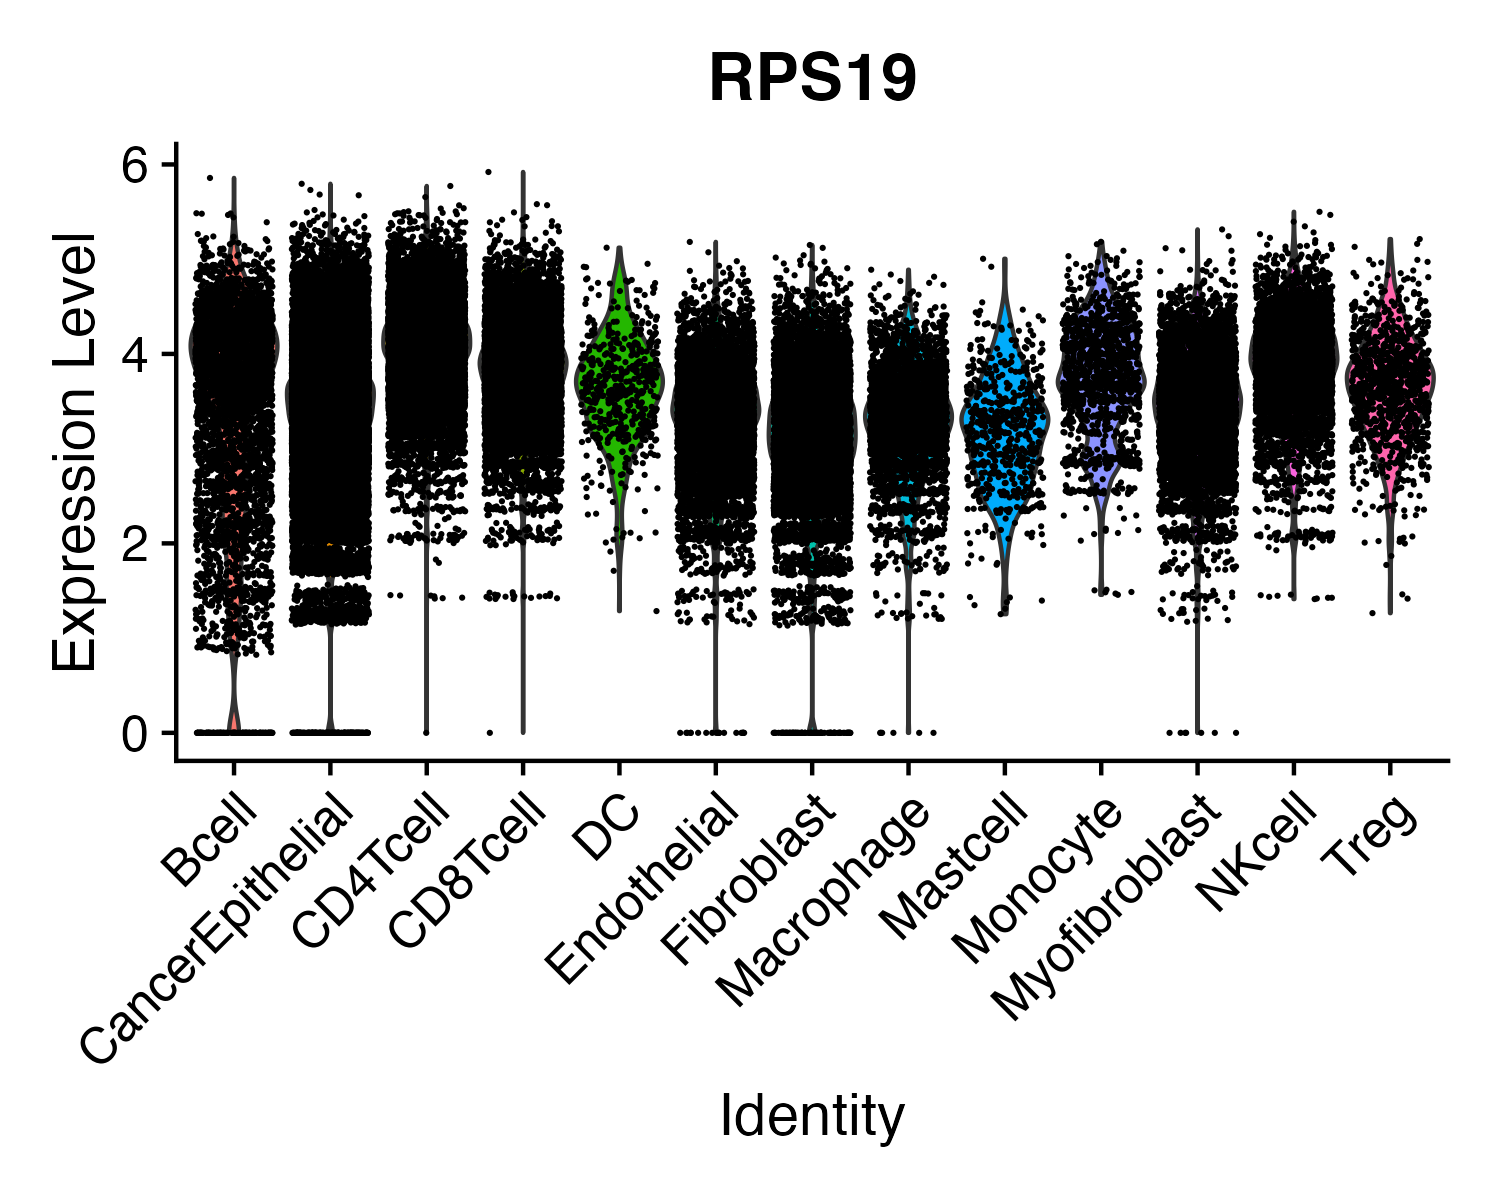 RPS19
Expression Level
6
4
2
0
Bcell
CancerEpithelial
CD4Tcell
CD8Tcell
DC
Endothelial
Fibroblast
Macrophage
Mastcell
Monocyte
Myofibroblast
NKcell
Treg
Identity